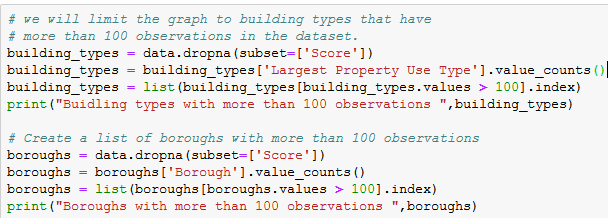 # we will limit the graph to building types that have
# more than 100 observations in the dataset.
building_types = data.dropna(subset=['Score'])
building_types = building_types['Largest Property Use Type'].value_counts()
building_types = list(building_types[building_types.values > 100].index)
print("Buidling types with more than 100 observations ",building_types)
# Create a list of boroughs with more than 100 observations
boroughs = data.dropna(subset=['Score'])
boroughs = boroughs['Borough'].value_counts()
boroughs = list(boroughs[boroughs.values > 100].index)
print("Boroughs with more than 100 observations ",boroughs)